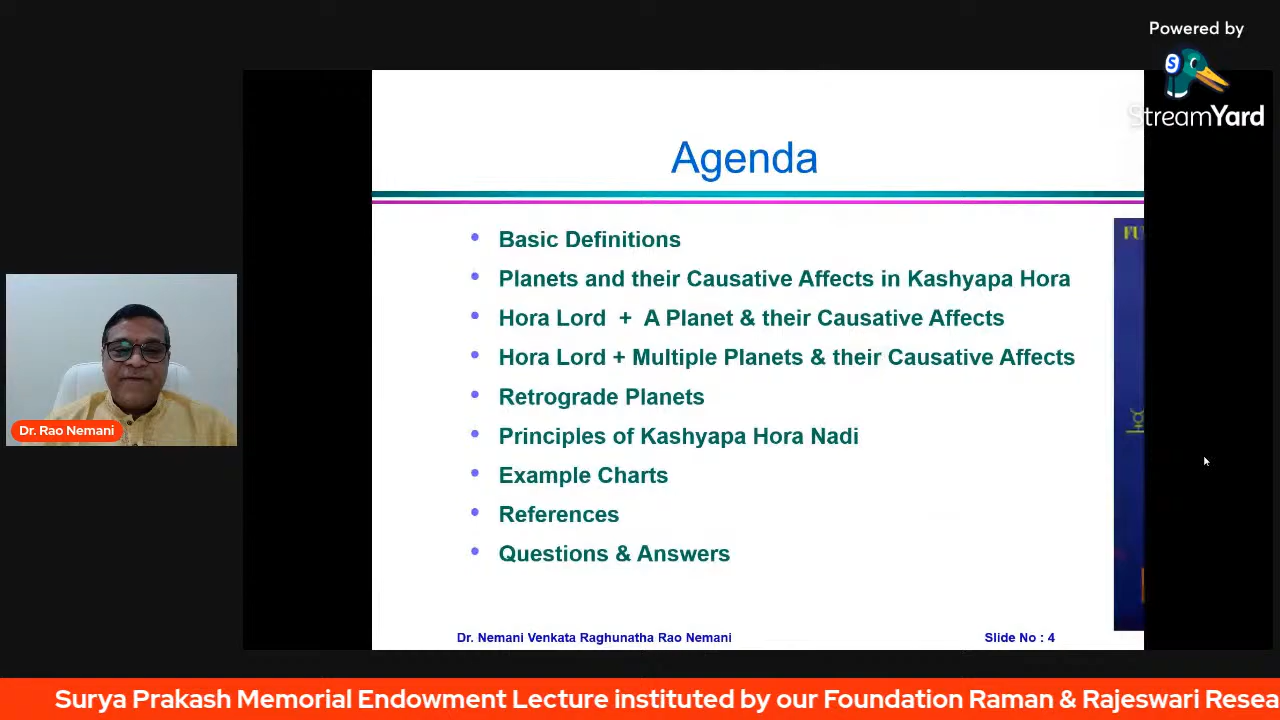 Powered by
StreamYard
Agenda
Basic Definitions
Planets and their Causative Affects in Kashyapa Hora
Hora Lord + A Planet & their Causative Affects
Hora Lord + Multiple Planets & their Causative Affects
Retrograde Planets
Principles of Kashyapa Hora Nadi
Example Charts
References
Questions & Answers
Dr. Rao Nemani
Dr. Nemani Venkata Raghunatha Rao Nemani
Slide No : 4
Surya Prakash Memorial Endowment Lecture instituted by our Foundation Raman & Rajeswari Resea